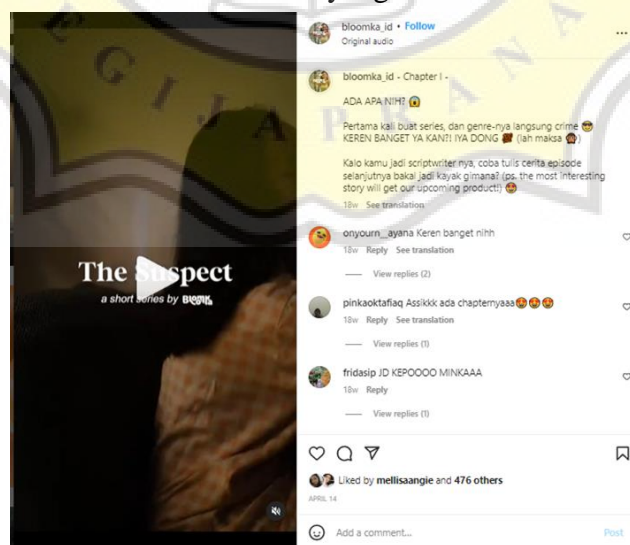 bloomka_id • Follow
Original audio
bloomka_id - Chapter I -
ADA APA NIH? 😱
Pertama kali buat series, dan genre-nya langsung crime 😎
KEREN BANGET YA KAN?! IYA DONG (lah maksa )
Kalo kamu jadi scriptwriter nya, coba tulis cerita episode
selanjutnya bakal jadi kayak gimana? (ps. the most interesting
story will get our upcoming product!) 🤩
18w See translation
onyourn__ayana Keren banget nihh
18w Reply See translation
View replies (2)
pinkaoktafiaq Assikkk ada chapternyaaa😍😍😍
18w Reply See translation
View replies (1)
fridasip JD KEPOOOO MINKAAA
18w Reply
View replies (1)
The Suspect
a short series by
Liked by mellisaangie and 476 others
APRIL 14
Add a comment...
Post